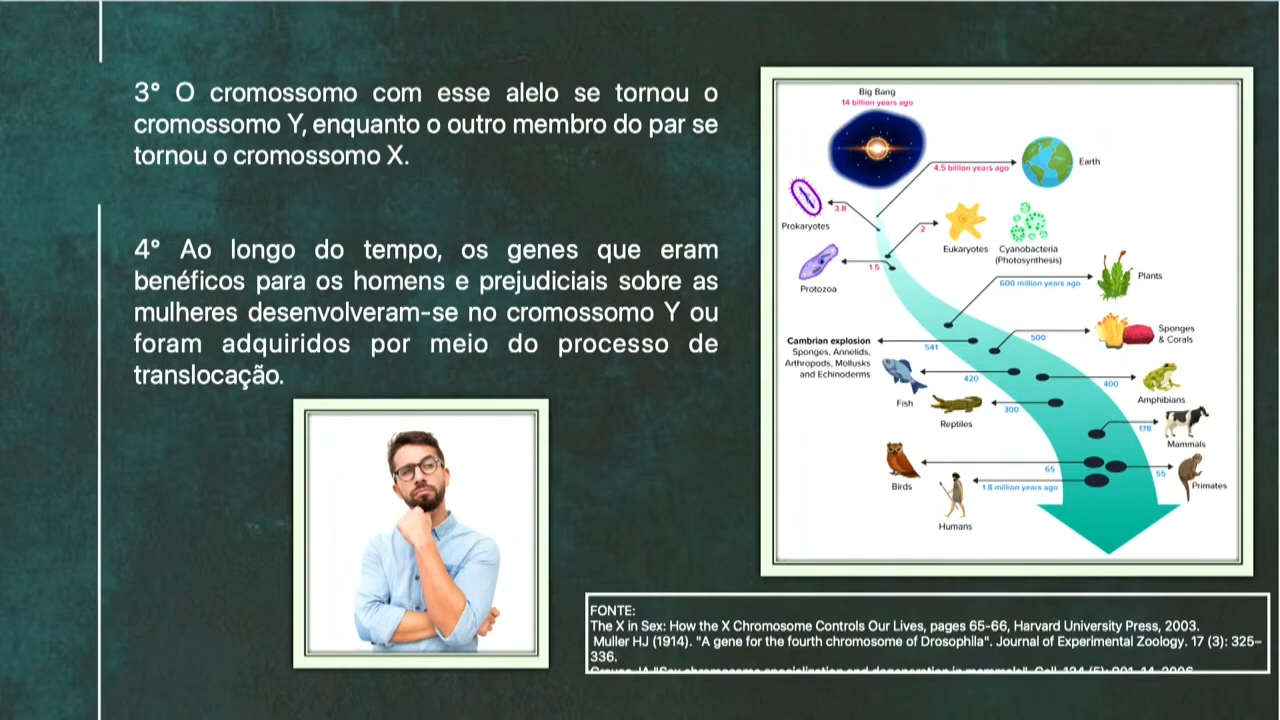 3° O cromossomo com esse alelo se tornou o
cromossomo Y, enquanto o outro membro do par se
tornou o cromossomo X.
4° Ao longo do tempo, os genes que eram
benéficos para os homens e prejudiciais sobre as
mulheres desenvolveram-se no cromossomo Y ou
foram adquiridos por meio do processo de
translocação.
Big Bang
14 billion years ago
4.5 billion years ago
Earth
3.8
Prokaryotes
2
Eukaryotes
Cyanobacteria
(Photosynthesis)
1.5
Protozoa
600 million years ago
Plants
500
Sponges
& Corals
Cambrian explosion
541
Sponges, Annelids,
Arthropods, Mollusks
and Echinoderms
420
Fish
400
Amphibians
300
Reptiles
178
Mammals
65
Birds
55
Primates
1.8 million years ago
Humans
FONTE:
The X in Sex: How the X Chromosome Controls Our Lives, pages 65-66, Harvard University Press, 2003.
Muller HJ (1914). "A gene for the fourth chromosome of Drosophila". Journal of Experimental Zoology. 17 (3): 325–
336.